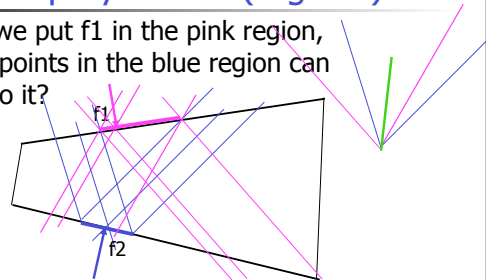 we put f1 in the pink region,
points in the blue region can
o it?
f1
f2